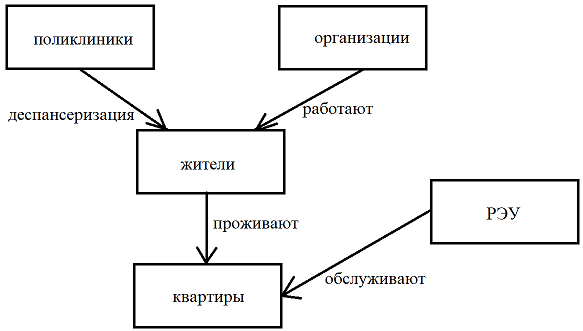 поликлиники
организации
деспансеризация
работают
жители
проживают
РЭУ
обслуживают
квартиры